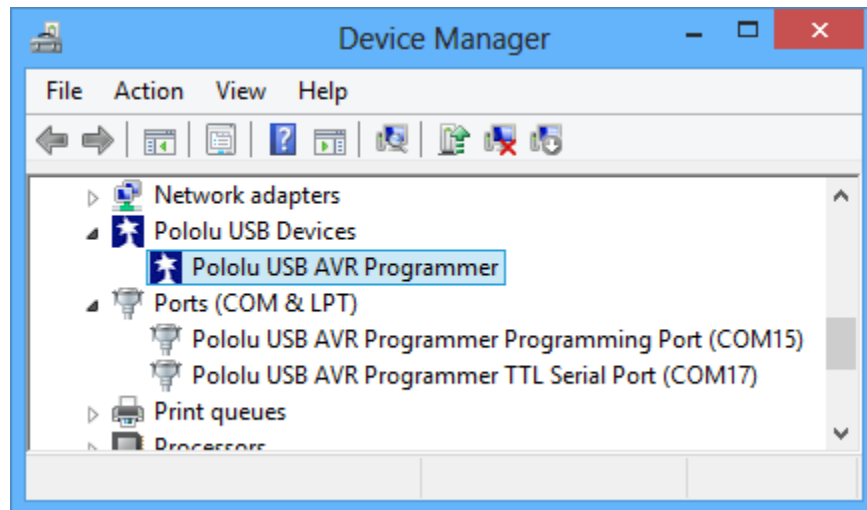 Device Manager
File Action View Help
Network adapters
Pololu USB Devices
Pololu USB AVR Programmer
Ports (COM & LPT)
Pololu USB AVR Programmer Programming Port (COM15)
Pololu USB AVR Programmer TTL Serial Port (COM17)
Print queues
Processors